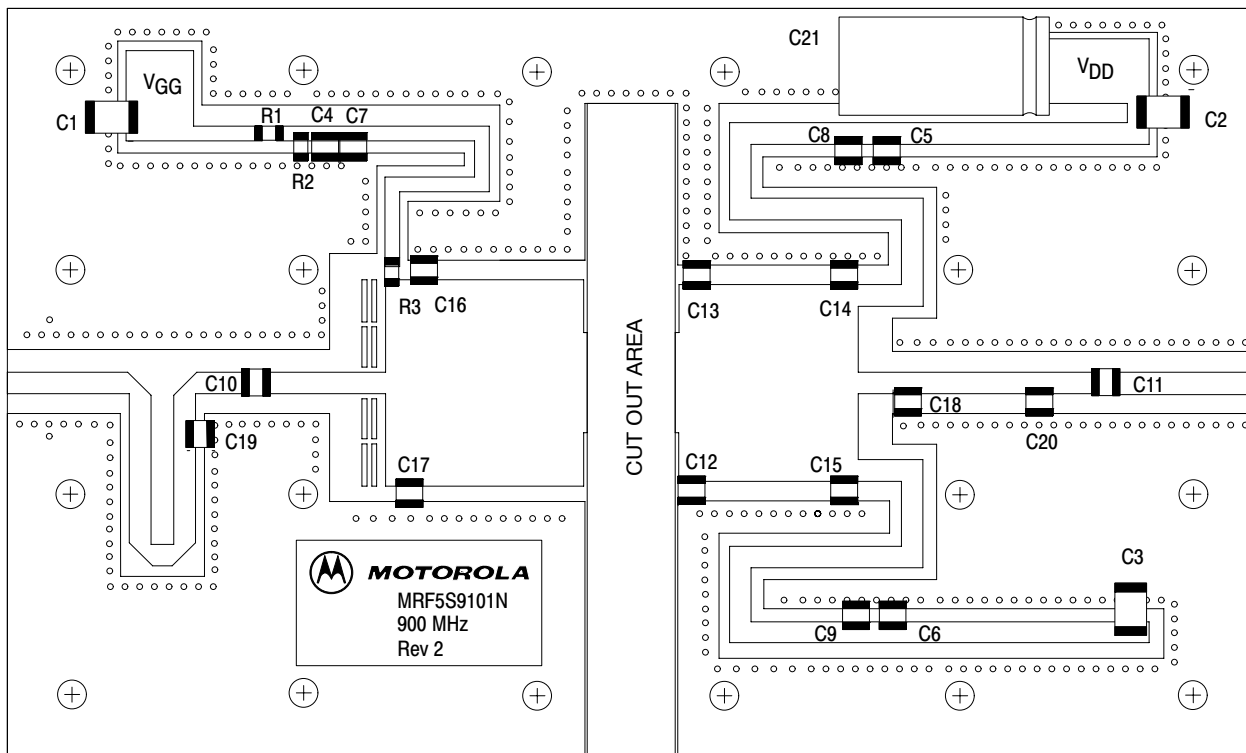 C21
VGG
VDD
C1
R1
C4
C7
C8
C5
C2
R2
R3
C16
C13
C14
CUT OUT AREA
C10
C11
C18
C19
C20
C17
C12
C15
MOTOROLA
MRF5S9101N
900 MHz
Rev 2
C3
C9
C6